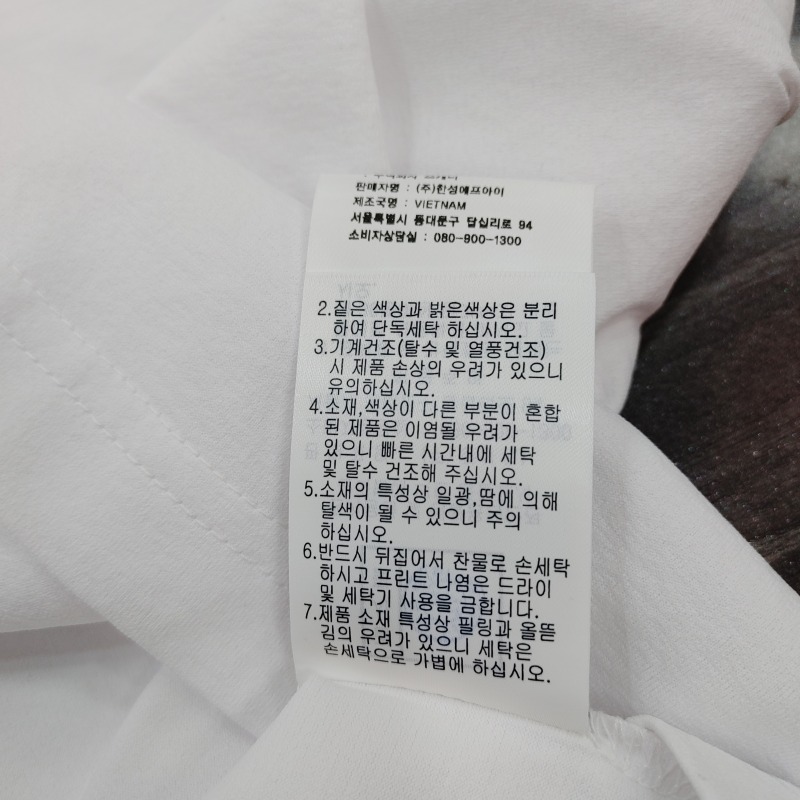 판매자명 : (주)한성에프아이
제조국명 : VIETNAM
서울특별시 동대문구 답십리로 94
소비자상담실 : 080-900-1300
2.짙은 색상과 밝은색상은 분리
하여 단독세탁 하십시오.
3.기계건조(탈수 및 열풍건조)
시 제품 손상의 우려가 있으니
유의하십시오.
4.소재,색상이 다른 부분이 혼합
된 제품은 이염될 우려가
있으니 빠른 시간내에 세탁
및 탈수 건조해 주십시오.
5.소재의 특성상 일광,땀에 의해
탈색이 될 수 있으니 주의
하십시오.
6.반드시 뒤집어서 찬물로 손세탁
하시고 프린트 나염은 드라이
및 세탁기 사용을 금합니다.
7.제품 소재 특성상 필링과 올뜯
김의 우려가 있으니 세탁은
손세탁으로 가볍에 하십시오.